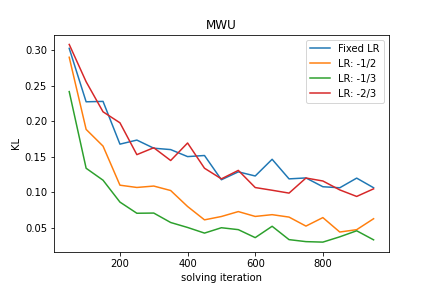 MWU
KL
0.30
0.25
0.20
0.15
0.10
0.05
Fixed LR
LR: -1/2
LR: -1/3
LR: -2/3
200 400 600 800
solving iteration